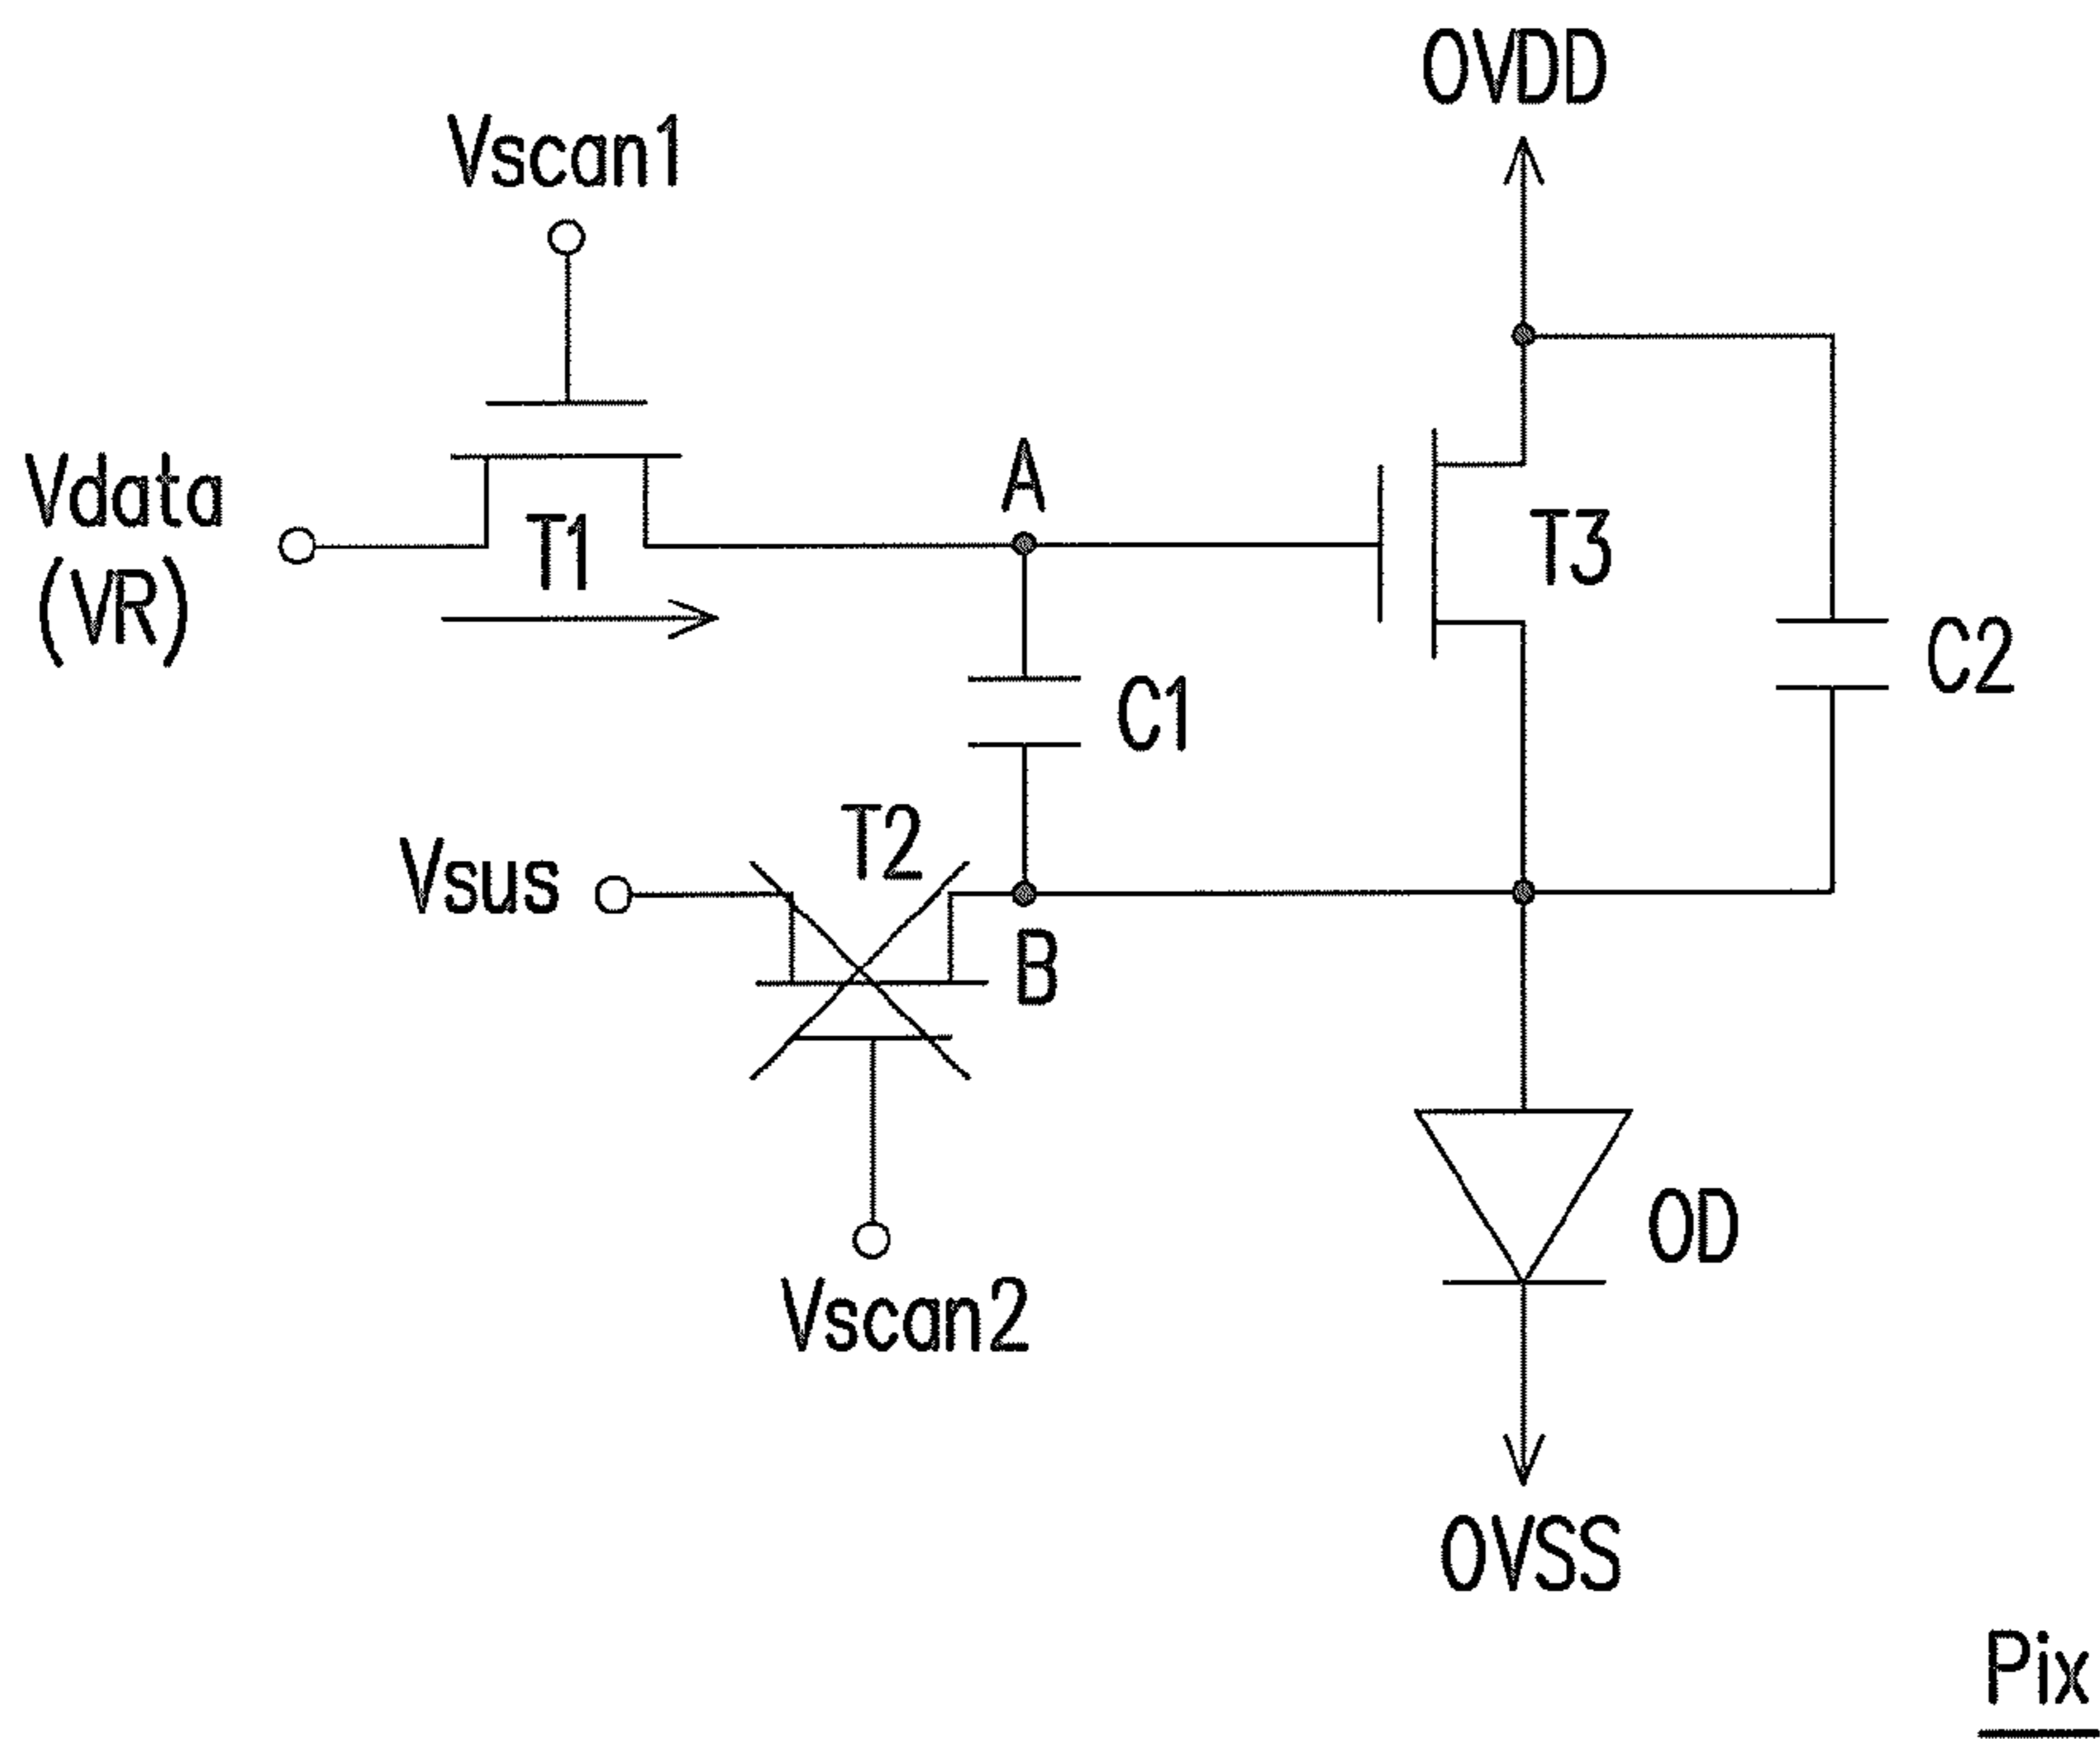 OVDD
Vscan1
Vdata
(VR)
T1
A
T3
C1
C2
T2
Vsus
B
OD
Vscan2
OVSS
Pix